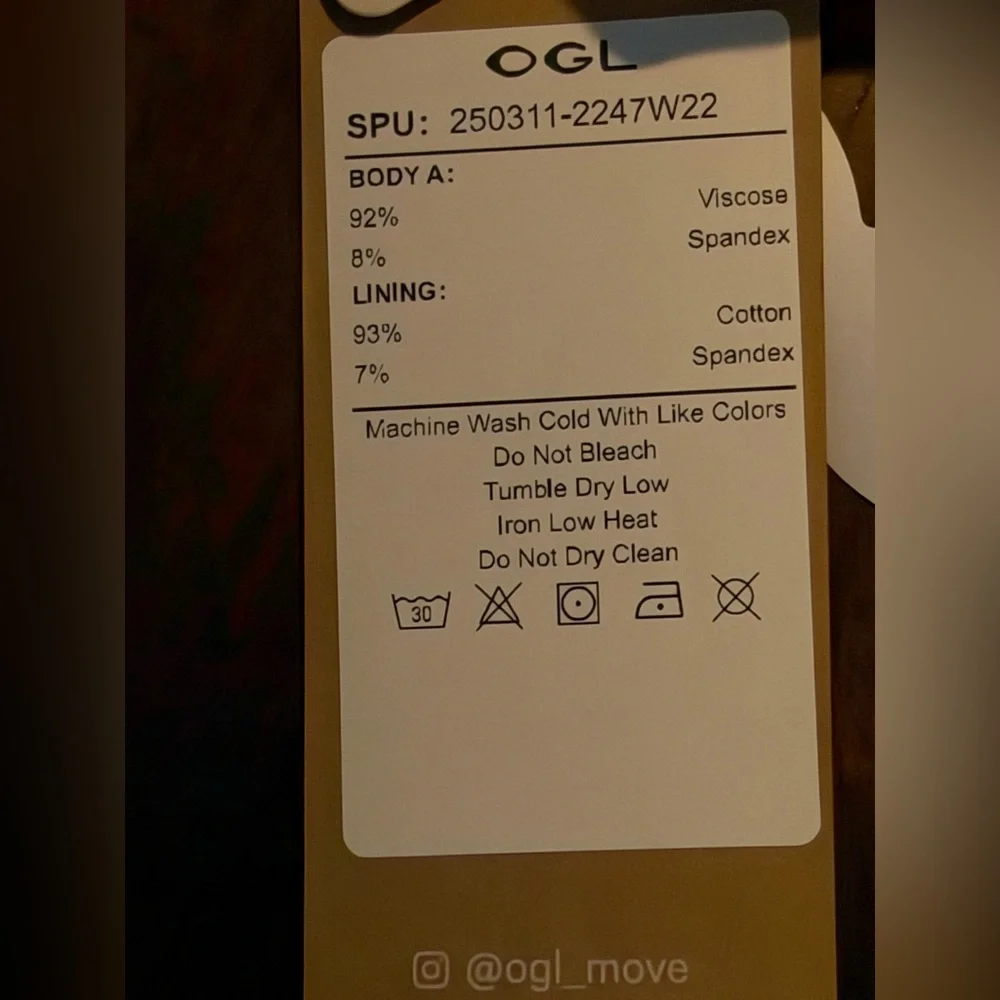 OGL
SPU: 250311-2247W22
BODY A:
92% Viscose
8% Spandex
LINING:
93% Cotton
7% Spandex
Machine Wash Cold With Like Colors
Do Not Bleach
Tumble Dry Low
Iron Low Heat
Do Not Dry Clean
30
@ogl_move